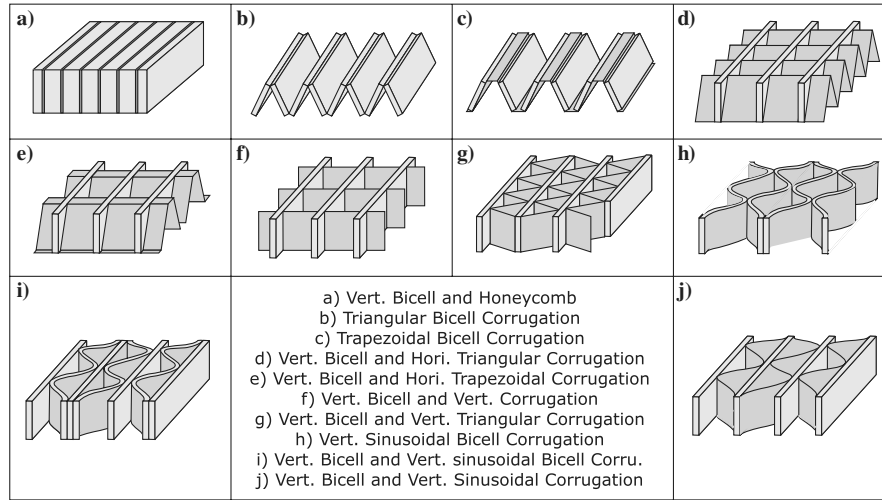 a)
b)
c)
d)
e)
f)
g)
h)
i)
a) Vert. Bicell and Honeycomb
b) Triangular Bicell Corrugation
c) Trapezoidal Bicell Corrugation
d) Vert. Bicell and Hori. Triangular Corrugation
e) Vert. Bicell and Hori. Trapezoidal Corrugation
f) Vert. Bicell and Vert. Corrugation
g) Vert. Bicell and Vert. Triangular Corrugation
h) Vert. Sinusoidal Bicell Corrugation
i) Vert. Bicell and Vert. sinusoidal Bicell Corru.
j) Vert. Bicell and Vert. Sinusoidal Corrugation
j)